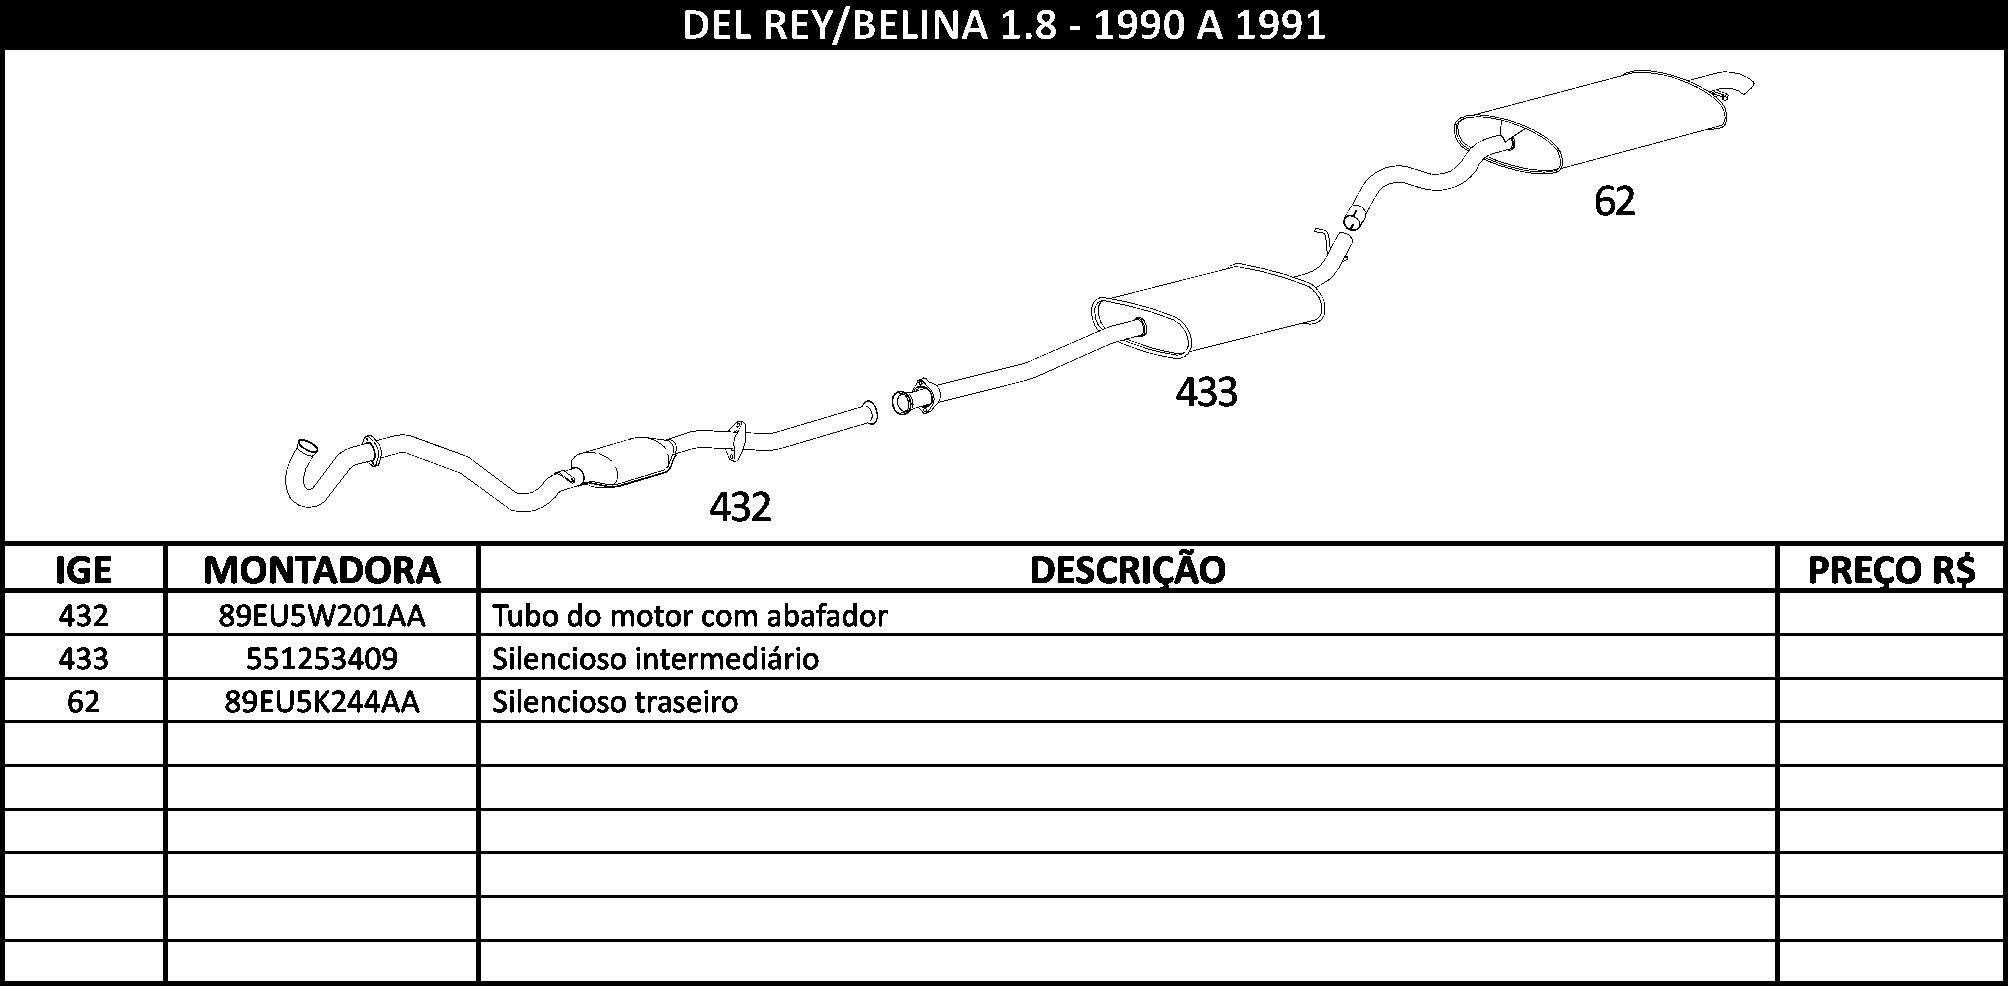 DEL REY/BELINA 1.8 - 1990 A 1991
62
433
432
IGE MONTADORA DESCRIÇÃO PREÇO R$
432 89EU5W201AA Tubo do motor com abafador
433 551253409 Silencioso intermediário
62 89EU5K244AA Silencioso traseiro